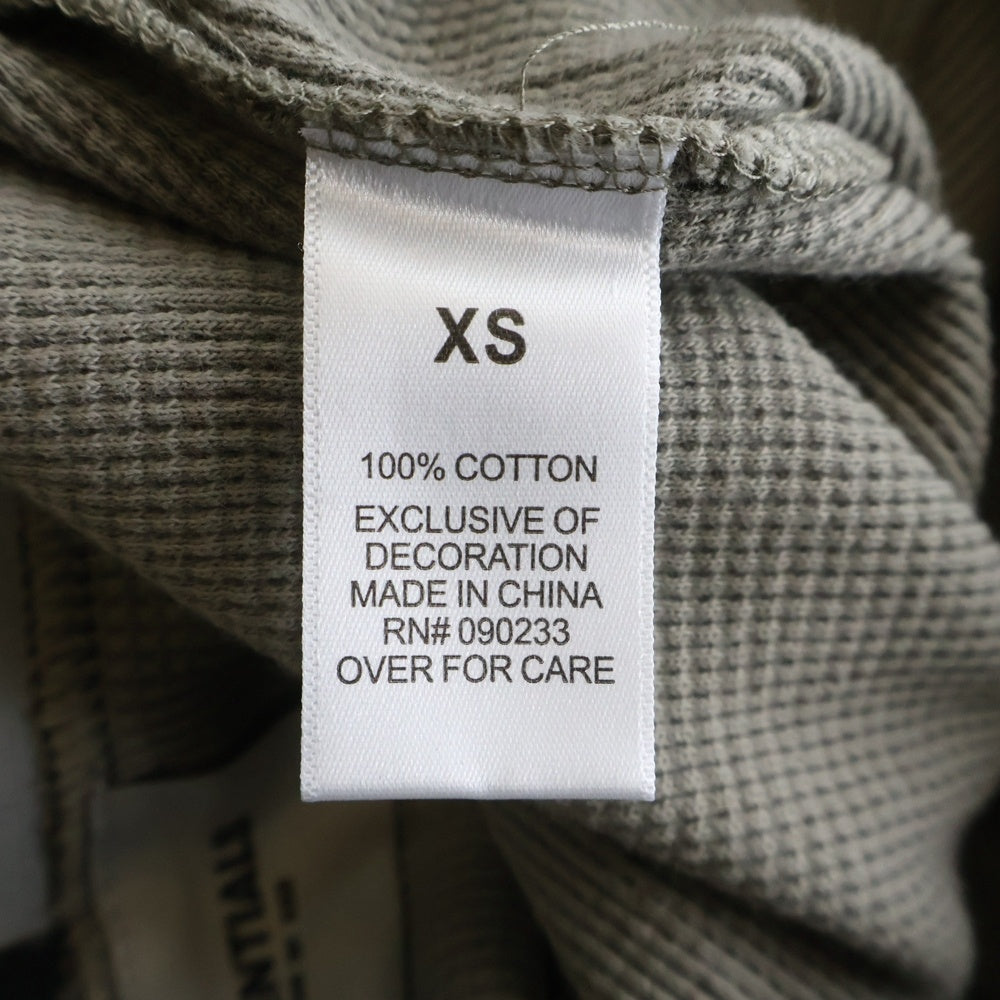 XS
100% COTTON
EXCLUSIVE OF
DECORATION
MADE IN CHINA
RN# 090233
OVER FOR CARE